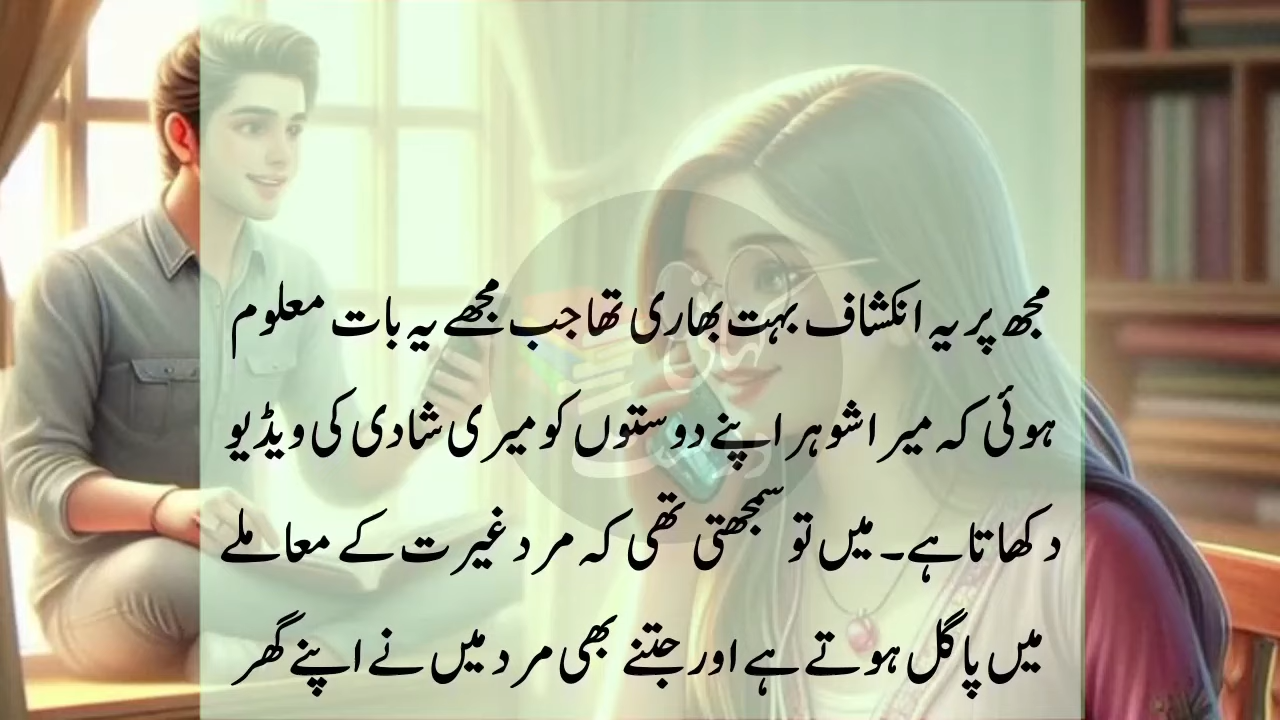 مجھ پر یہ انکشاف بہت بھاری تھا جب مجھے یہ بات معلوم
ہوئی کہ میرا شوہر اپنے دوستوں کو میری شادی کی ویڈیو
دکھاتا ہے۔ میں تو سمجھتی تھی کہ مرد غیرت کے معاملے
میں پاگل ہوتے ہے اور جتنے بھی مرد میں نے اپنے گھر